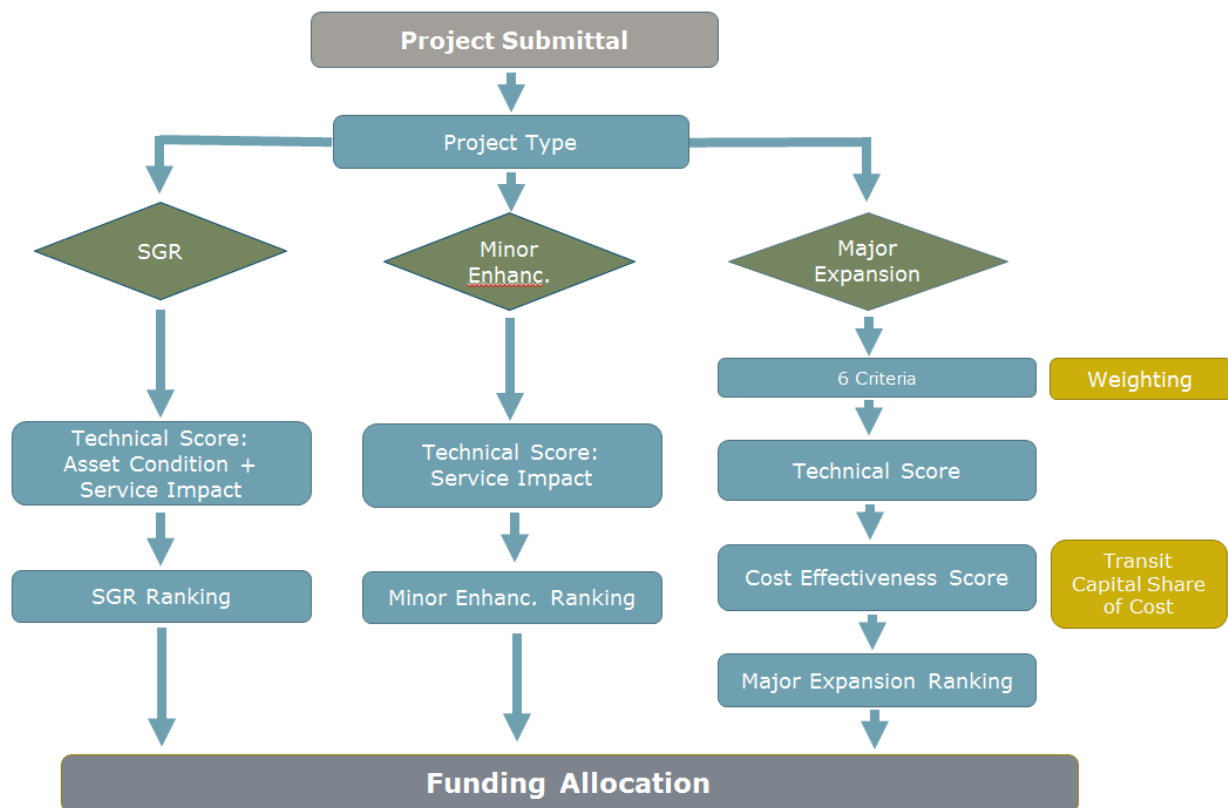 Project Submittal
Project Type
SGR
Minor
Enhanc.
Major
Expansion
6 Criteria
Weighting
Technical Score:
Asset Condition +
Service Impact
Technical Score:
Service Impact
Technical Score
SGR Ranking
Minor Enhanc. Ranking
Cost Effectiveness Score
Transit
Capital Share
of Cost
Major Expansion Ranking
Funding Allocation